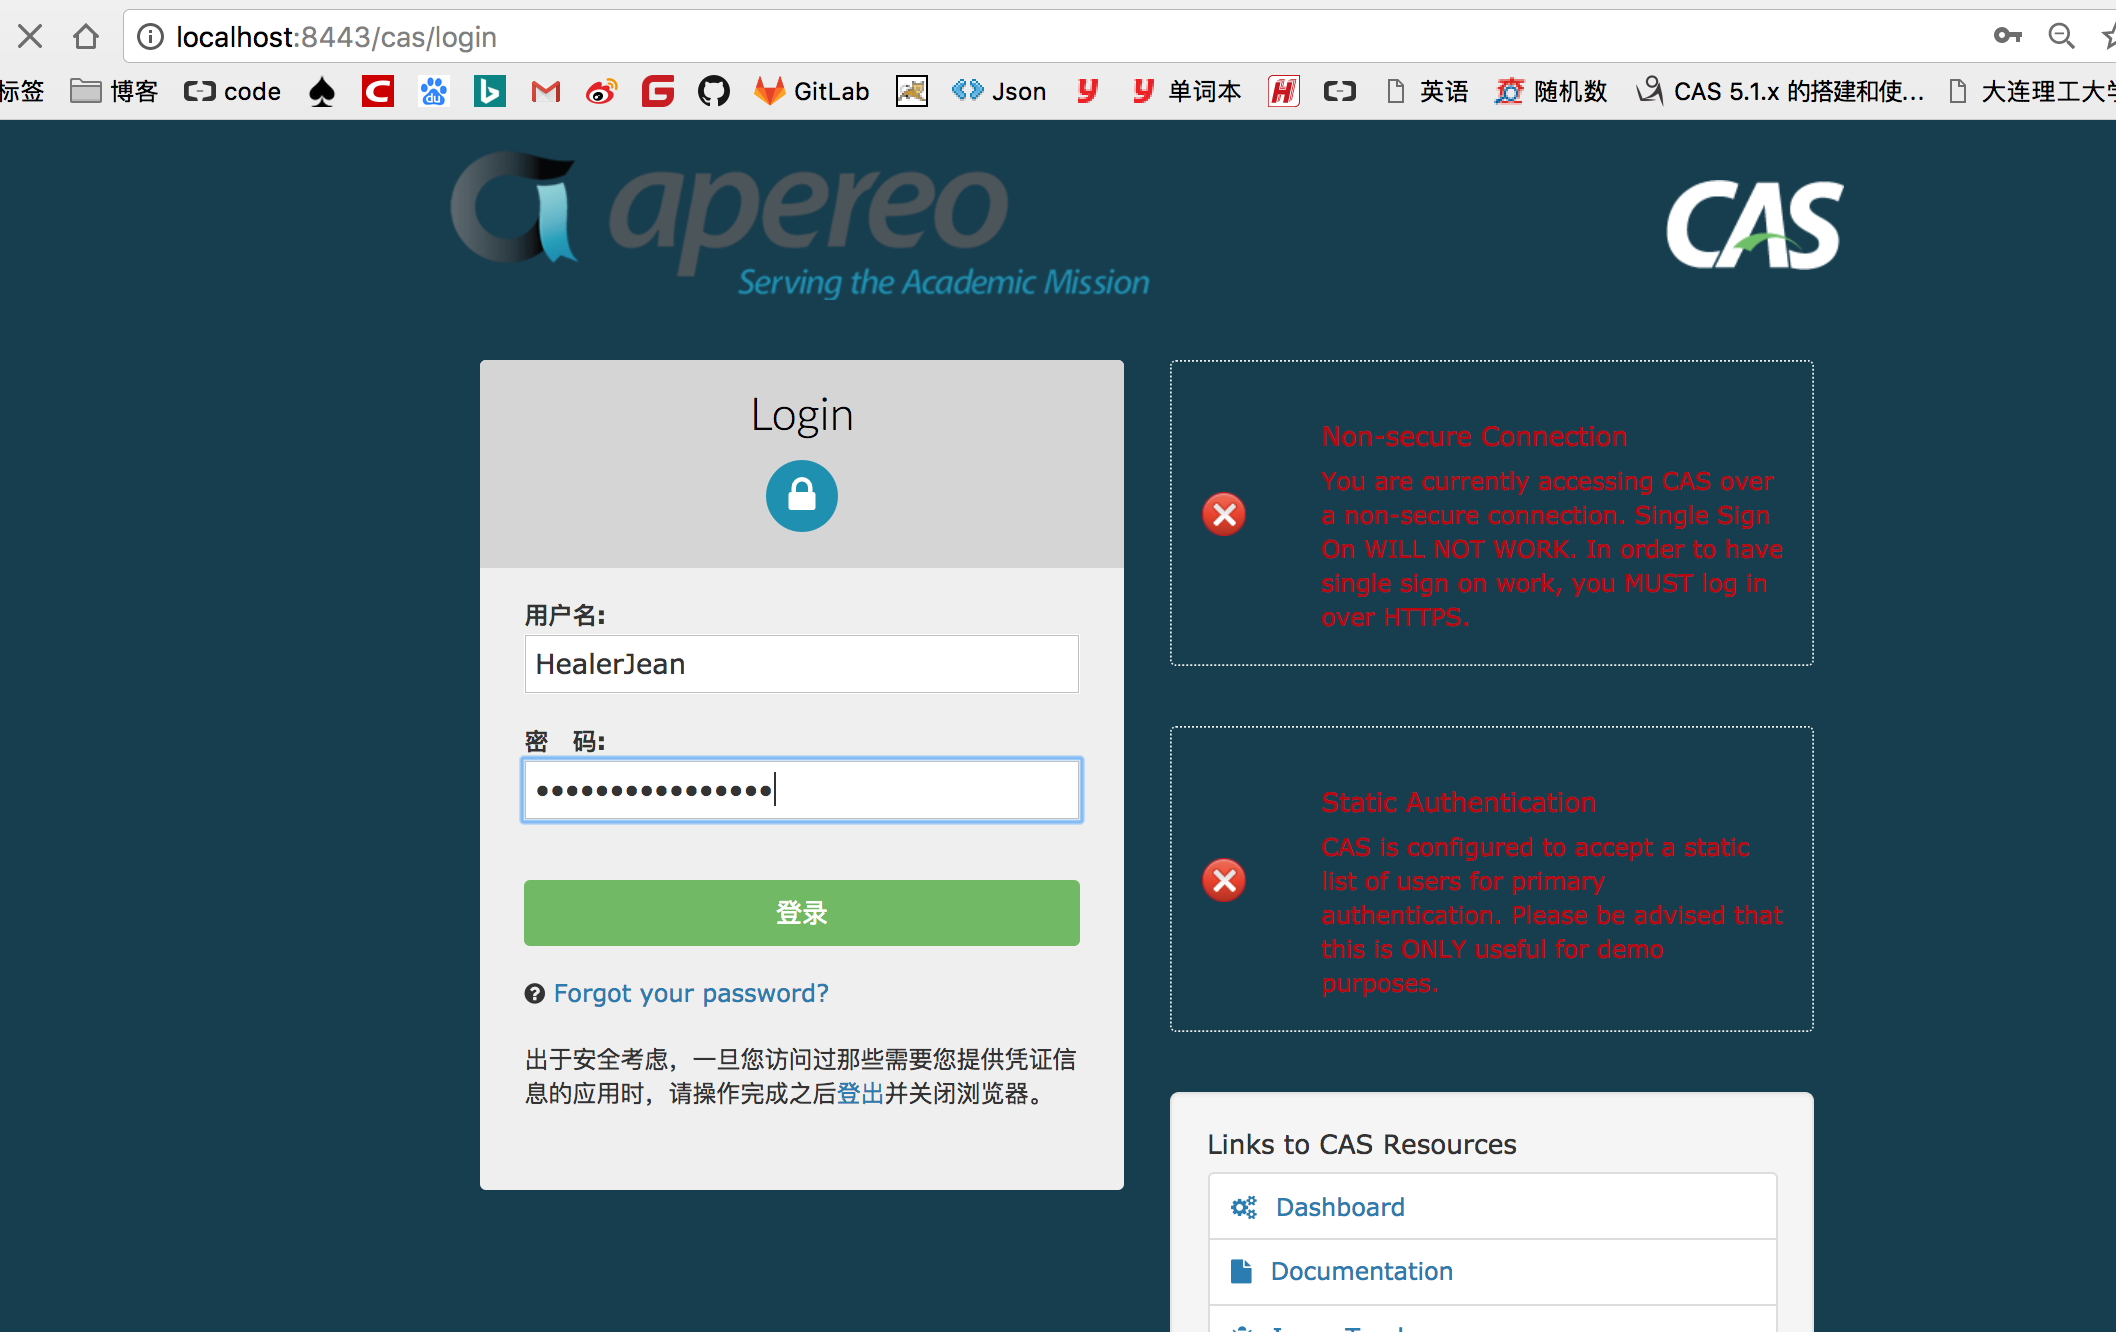 localhost:8443/cas/login
标签 博客 code GitLab Json 单词本 英语 随机数 CAS 5.1.x 的搭建和使... 大连理工大学
apereo
Serving the Academic Mission
CAS
Login
用户名:
HealerJean
密 码:
••••••••••••••••
登录
Forgot your password?
出于安全考虑，一旦您访问过那些需要您提供凭证信
息的应用时，请操作完成之后登出并关闭浏览器。
Non-secure Connection
You are currently accessing CAS over
a non-secure connection. Single Sign
On WILL NOT WORK. In order to have
single sign on work, you MUST log in
over HTTPS.
Static Authentication
CAS is configured to accept a static
list of users for primary
authentication. Please be advised that
this is ONLY useful for demo
purposes.
Links to CAS Resources
Dashboard
Documentation